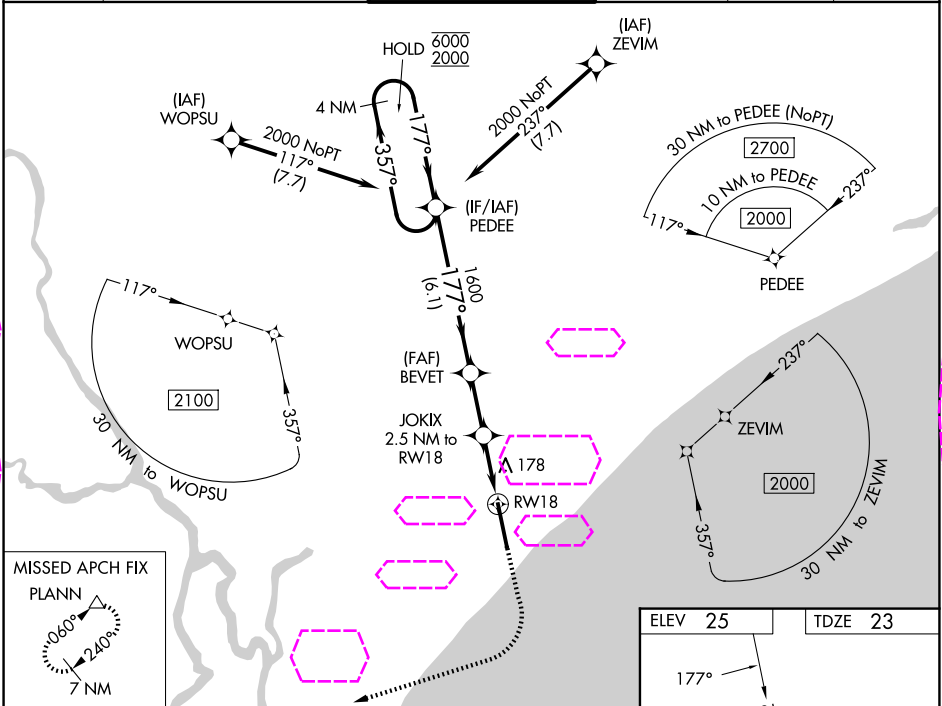 (IAF)
ZEVIM
HOLD 6000
2000
4 NM
177°
357°
2000 NoPT
237°
(7.7)
(IAF)
WOPSU
2000 NoPT
117°
(7.7)
(IF/IAF)
PEDEE
30 NM to PEDEE (NoPT)
2700
10 NM to PEDEE
2000
117°
237°
PEDEE
1600
177°
(6.1)
117°
WOPSU
2100
357°
30 NM to WOPSU
(FAF)
BEVET
JOKIX
2.5 NM to
RW18
178
RW18
237°
ZEVIM
2000
357°
30 NM to ZEVIM
MISSED APCH FIX
PLANN
060°
240°
7 NM
ELEV 25
TDZE 23
177°